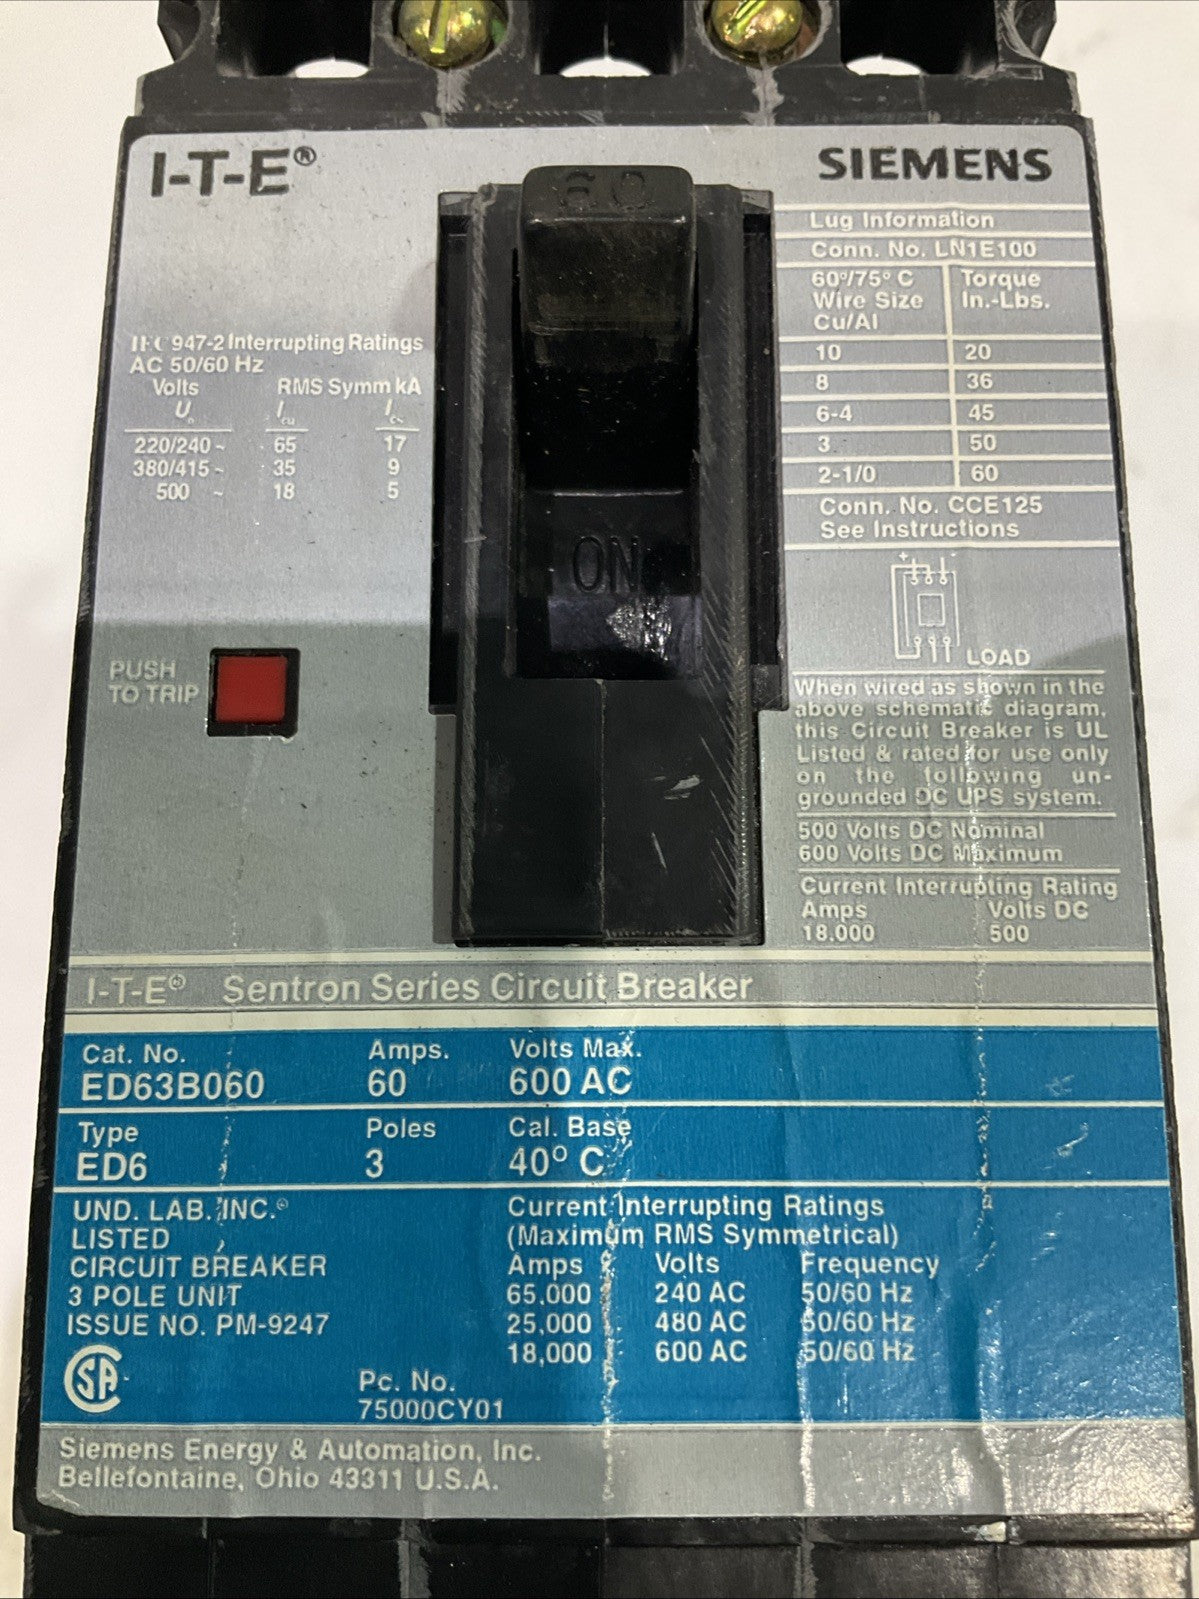 I-T-E®
SIEMENS
60
ON
IEC 947-2 Interrupting Ratings
AC 50/60 Hz
Volts RMS Symm kA
220/240 ~ 65 17
380/415 ~ 35 9
500 ~ 18 5
PUSH
TO TRIP
Lug Information
Conn. No. LN1E100
60°/75° C Torque
Wire Size In.-Lbs.
Cu/Al
10 20
8 36
6-4 45
3 50
2-1/0 60
Conn. No. CCE125
See Instructions
LOAD
When wired as shown in the
above schematic diagram,
this Circuit Breaker is UL
Listed & rated for use only
on the following un-
grounded DC UPS system.
500 Volts DC Nominal
600 Volts DC Maximum
Current Interrupting Rating
Amps Volts DC
18,000 500
I-T-E® Sentron Series Circuit Breaker
Cat. No. Amps. Volts Max.
ED63B060 60 600 AC
Type Poles Cal. Base
ED6 3 40° C
UND. LAB. INC.®
LISTED
CIRCUIT BREAKER
3 POLE UNIT
ISSUE NO. PM-9247
Current Interrupting Ratings
(Maximum RMS Symmetrical)
Amps Volts Frequency
65,000 240 AC 50/60 Hz
25,000 480 AC 50/60 Hz
18,000 600 AC 50/60 Hz
SA
Pc. No.
75000CY01
Siemens Energy & Automation, Inc.
Bellefontaine, Ohio 43311 U.S.A.